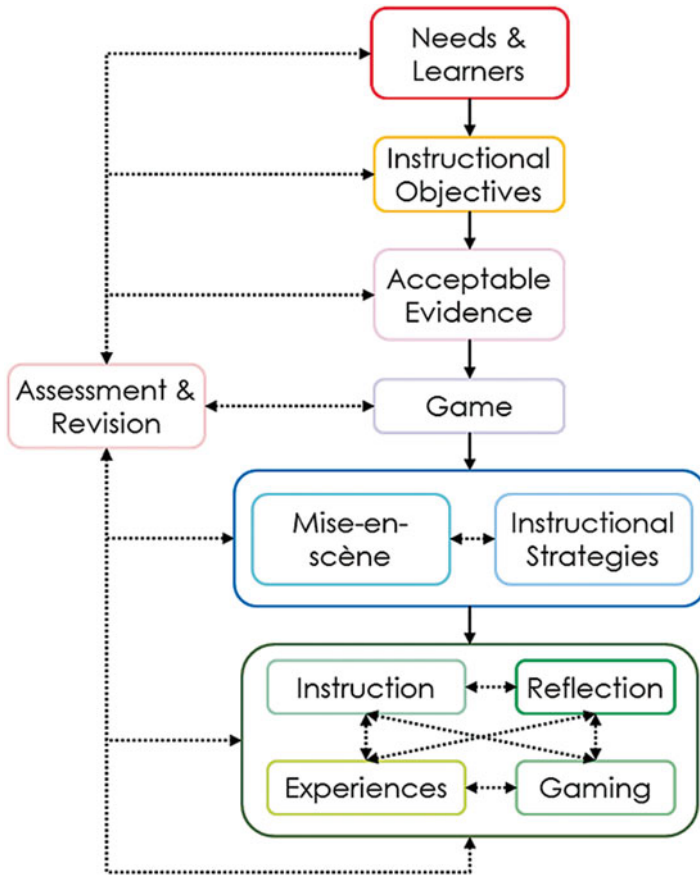 Needs &
Learners
Instructional
Objectives
Acceptable
Evidence
Assessment &
Revision
Game
Mise-en-
scène
Instructional
Strategies
Instruction
Reflection
Experiences
Gaming